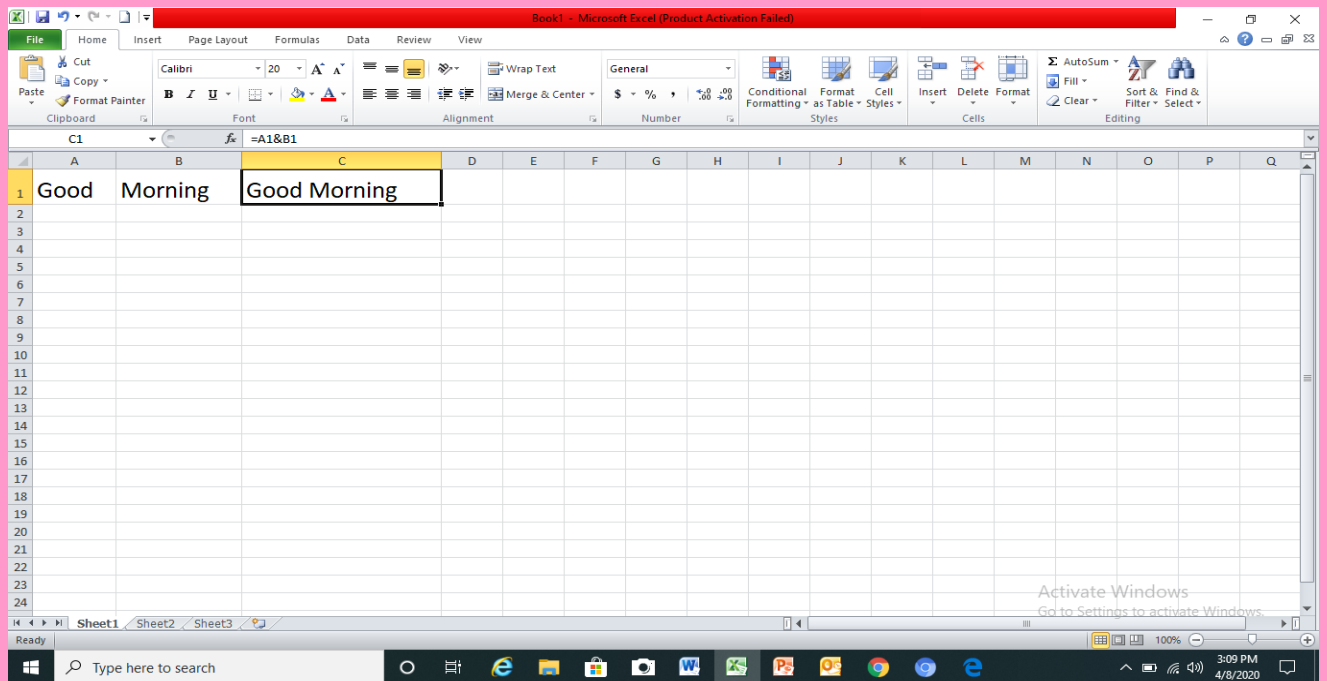 Book1 - Microsoft Excel (Product Activation Failed)
File Home Insert Page Layout Formulas Data Review View
Paste
Cut
Copy
Format Painter
Clipboard
Calibri 20 A A
B I U A
Font
Wrap Text
Merge & Center
Alignment
General
$ % , .00 .00
Number
Conditional Formatting
Format as Table
Cell Styles
Styles
Insert Delete Format
Cells
Σ AutoSum
Fill
Clear
Sort & Filter
Find & Select
Editing
C1 fx =A1&B1
A B C D E F G H I J K L M N O P Q
1 Good Morning Good Morning
2
3
4
5
6
7
8
9
10
11
12
13
14
15
16
17
18
19
20
21
22
23
24
Activate Windows
Go to Settings to activate Windows.
Sheet1 Sheet2 Sheet3
Ready 100%
Type here to search
3:09 PM
4/8/2020